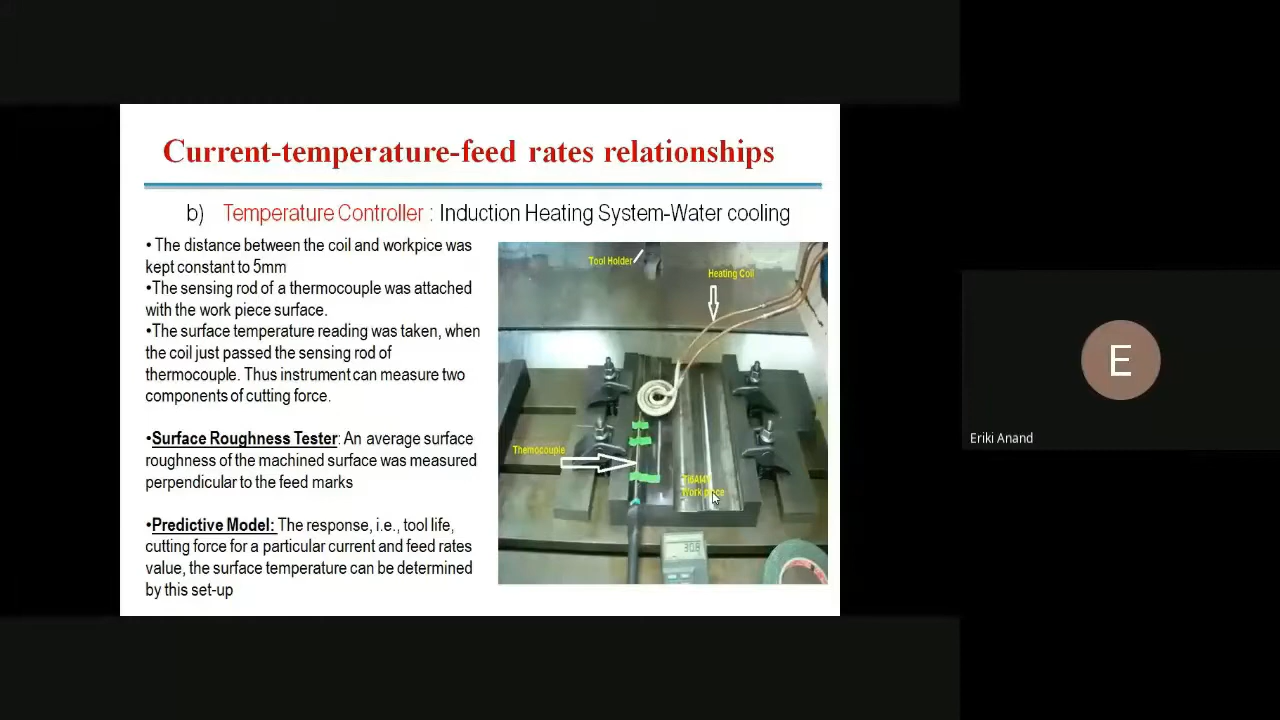 Current-temperature-feed rates relationships
b) Temperature Controller : Induction Heating System-Water cooling
• The distance between the coil and workpice was
kept constant to 5mm
•The sensing rod of a thermocouple was attached
with the work piece surface.
•The surface temperature reading was taken, when
the coil just passed the sensing rod of
thermocouple. Thus instrument can measure two
components of cutting force.
•Surface Roughness Tester: An average surface
roughness of the machined surface was measured
perpendicular to the feed marks
•Predictive Model: The response, i.e., tool life,
cutting force for a particular current and feed rates
value, the surface temperature can be determined
by this set-up
Tool Holder
Heating Coil
Themocouple
Work piece
E
Eriki Anand